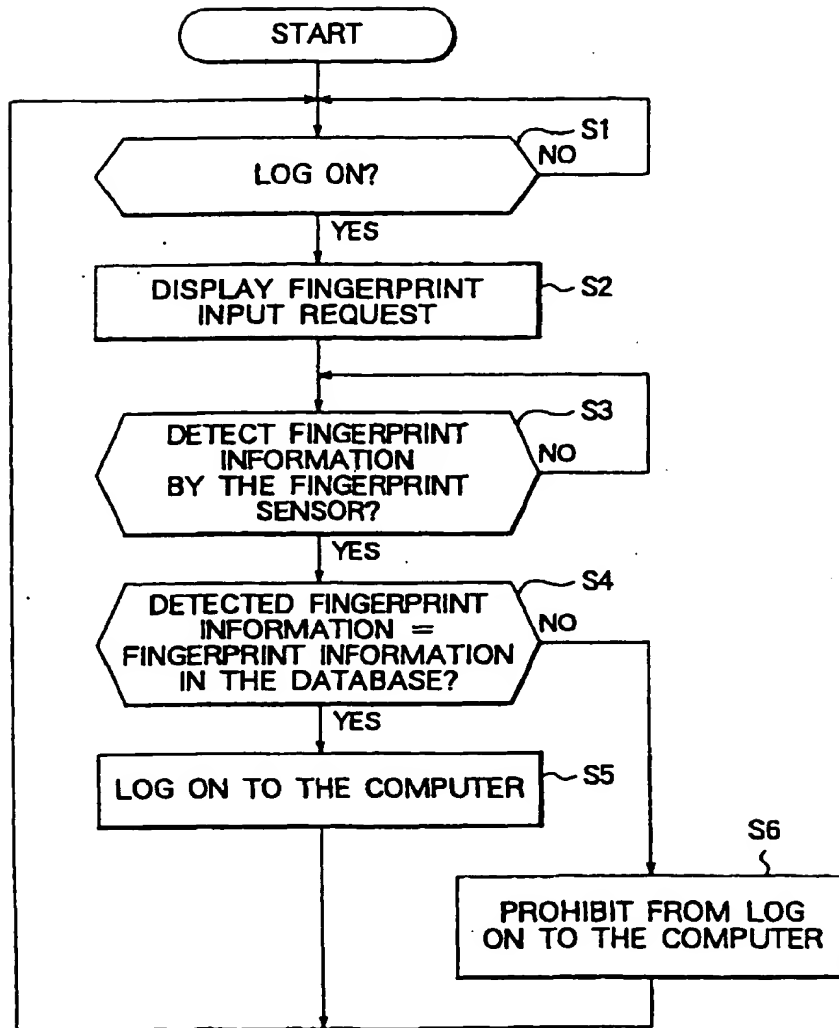 START
S1
NO
LOG ON?
YES
DISPLAY FINGERPRINT
INPUT REQUEST
S2
S3
DETECT FINGERPRINT
INFORMATION
BY THE FINGERPRINT
SENSOR?
NO
YES
S4
DETECTED FINGERPRINT
INFORMATION =
FINGERPRINT INFORMATION
IN THE DATABASE?
NO
YES
LOG ON TO THE COMPUTER
S5
S6
PROHIBIT FROM LOG
ON TO THE COMPUTER